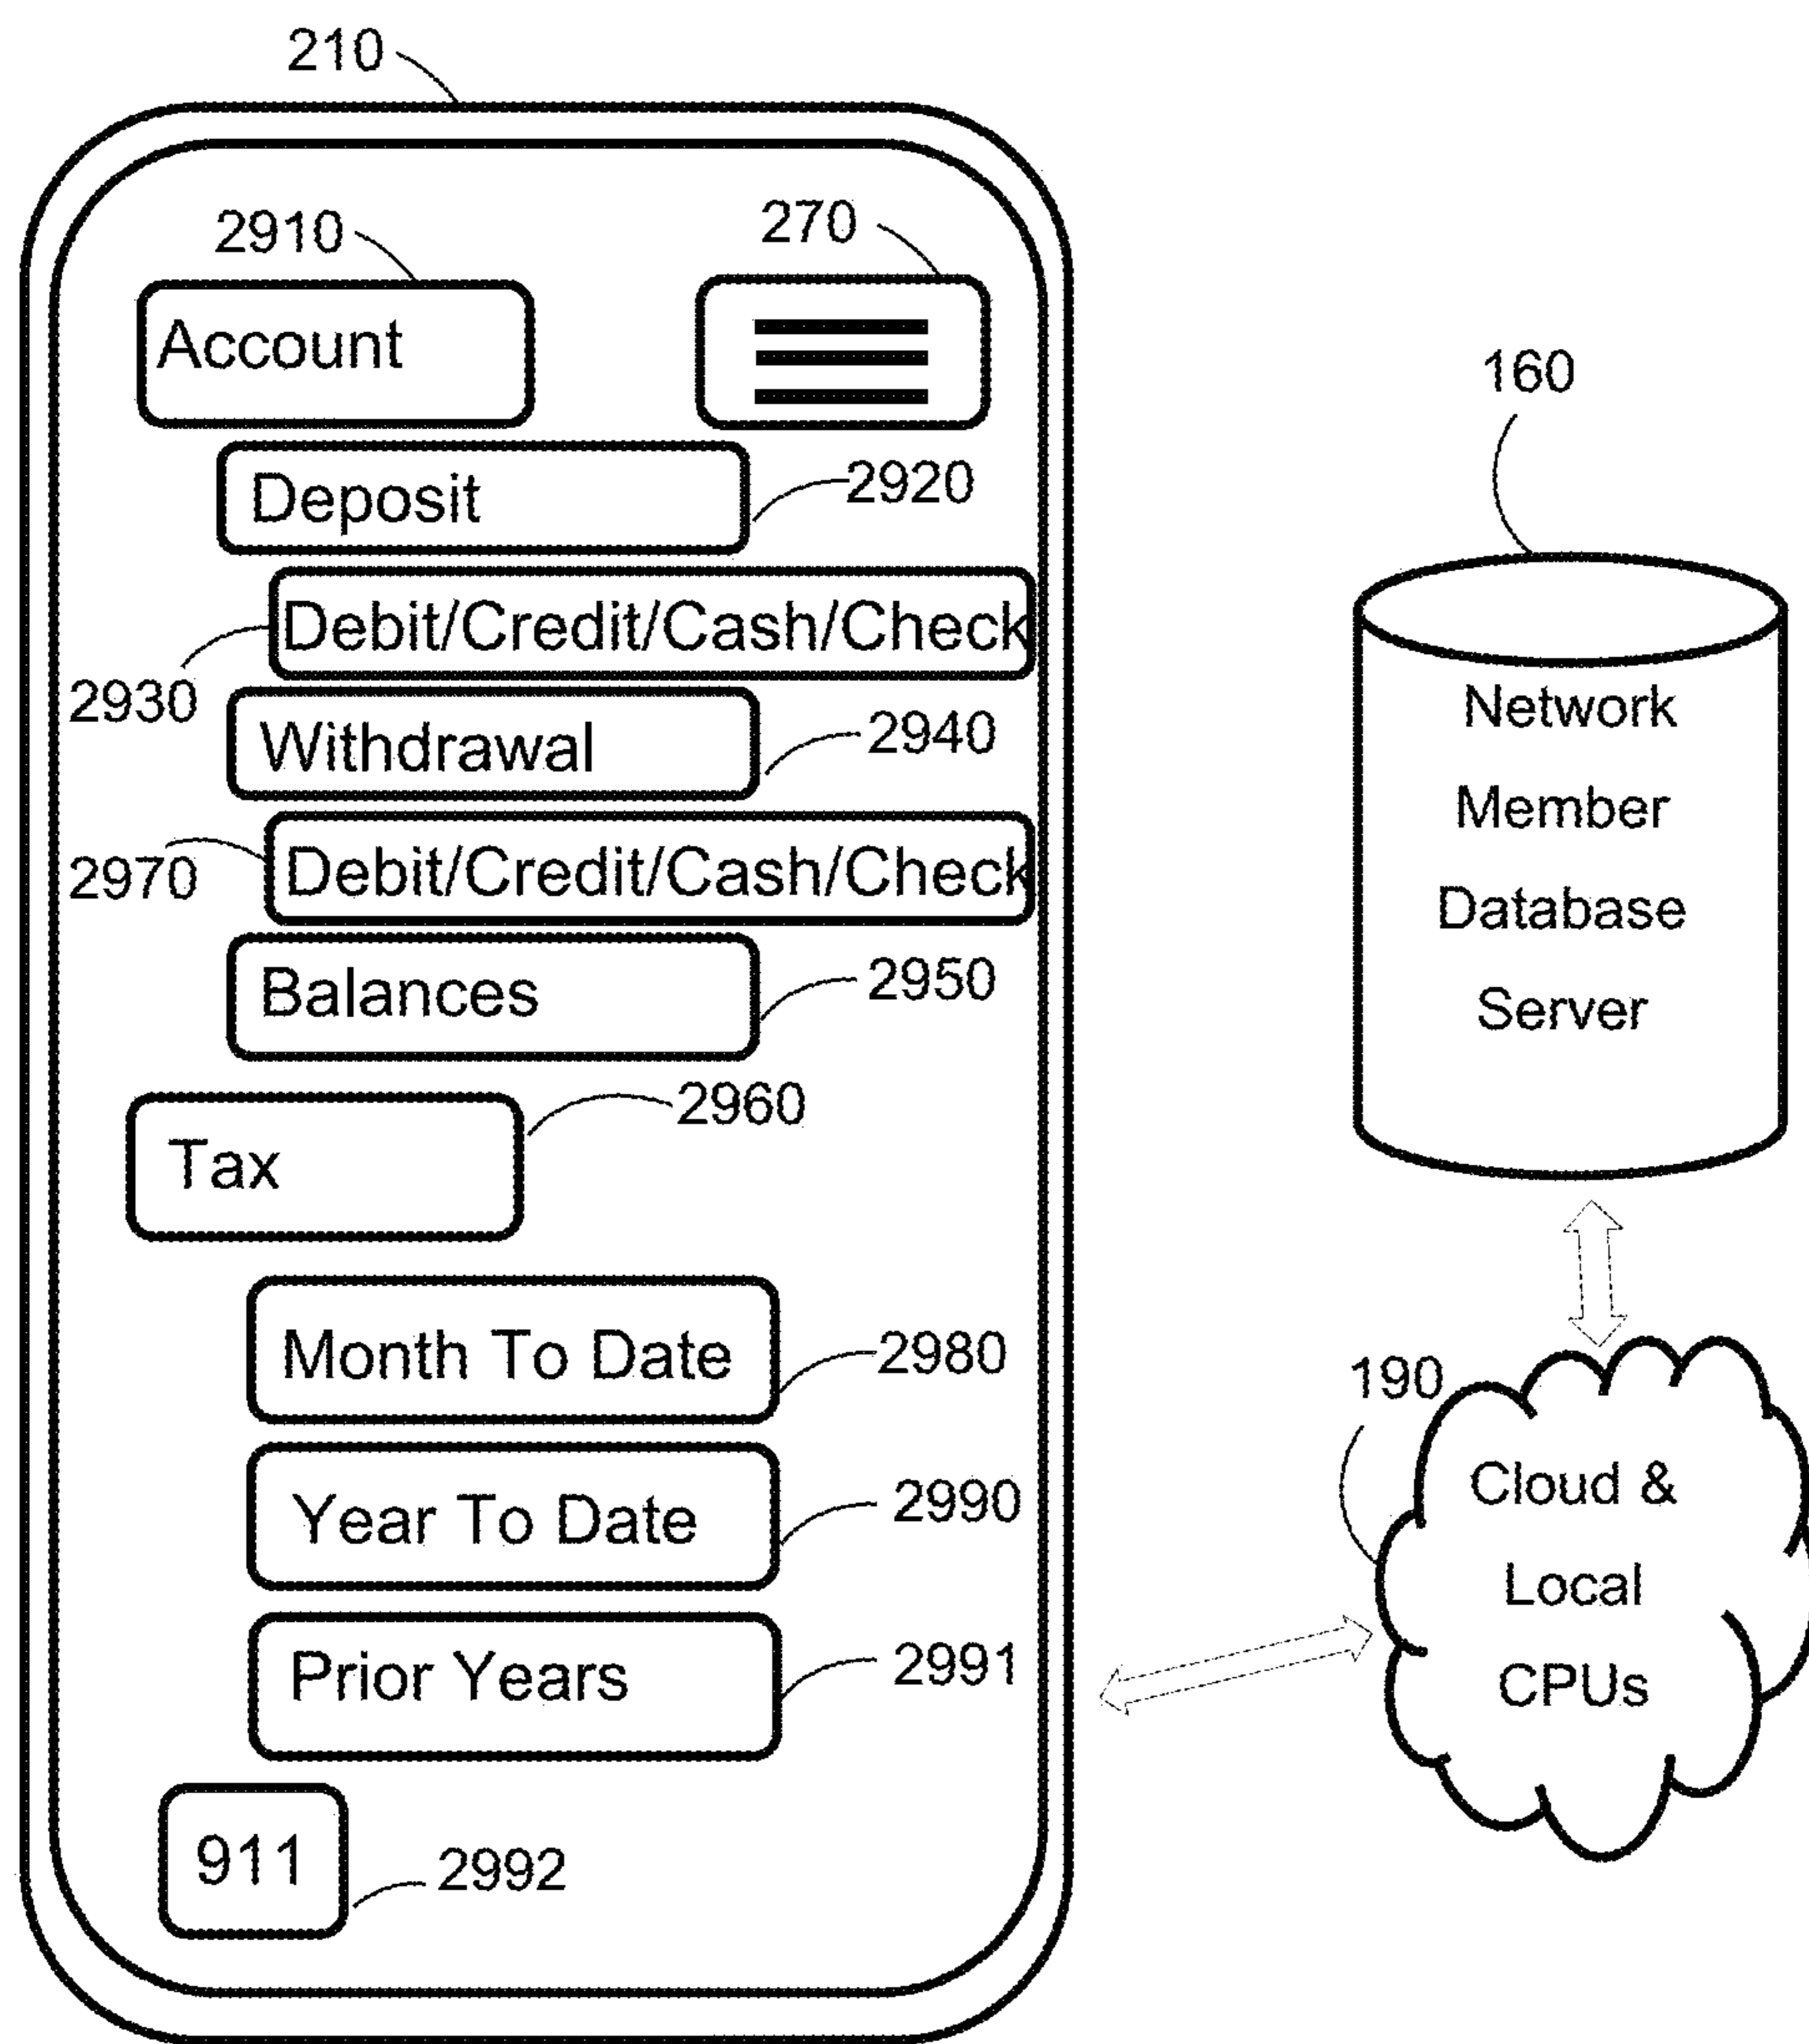 210
2910
270
Account
160
Deposit
2920
Debit/Credit/Cash/Check
2930
Withdrawal
2940
2970
Debit/Credit/Cash/Check
Balances
2950
Network
Member
Database
Server
Tax
2960
Month To Date
2980
190
Year To Date
2990
Cloud &
Local
CPUs
Prior Years
2991
911
2992